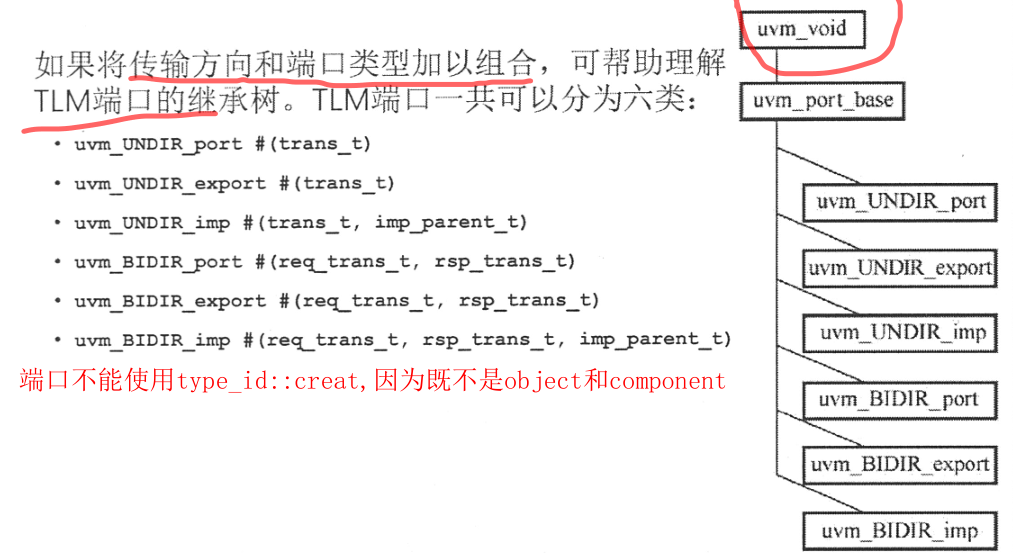 如果将传输方向和端口类型加以组合，可帮助理解
TLM端口的继承树。TLM端口一共可以分为六类：
• uvm_UNDIR_port #(trans_t)
• uvm_UNDIR_export #(trans_t)
• uvm_UNDIR_imp #(trans_t, imp_parent_t)
• uvm_BIDIR_port #(req_trans_t, rsp_trans_t)
• uvm_BIDIR_export #(req_trans_t, rsp_trans_t)
• uvm_BIDIR_imp #(req_trans_t, rsp_trans_t, imp_parent_t)
端口不能使用type_id::creat,因为既不是object和component
uvm_void
uvm_port_base
uvm_UNDIR_port
uvm_UNDIR_export
uvm_UNDIR_imp
uvm_BIDIR_port
uvm_BIDIR_export
uvm_BIDIR_imp